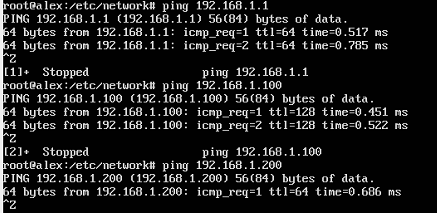 root@alex:/etc/network# ping 192.168.1.1
PING 192.168.1.1 (192.168.1.1) 56(84) bytes of data.
64 bytes from 192.168.1.1: icmp_req=1 ttl=64 time=0.517 ms
64 bytes from 192.168.1.1: icmp_req=2 ttl=64 time=0.785 ms
^Z
[1]+  Stopped                 ping 192.168.1.1
root@alex:/etc/network# ping 192.168.1.100
PING 192.168.1.100 (192.168.1.100) 56(84) bytes of data.
64 bytes from 192.168.1.100: icmp_req=1 ttl=128 time=0.451 ms
64 bytes from 192.168.1.100: icmp_req=2 ttl=128 time=0.522 ms
^Z
[2]+  Stopped                 ping 192.168.1.100
root@alex:/etc/network# ping 192.168.1.200
PING 192.168.1.200 (192.168.1.200) 56(84) bytes of data.
64 bytes from 192.168.1.200: icmp_req=1 ttl=64 time=0.686 ms
^Z